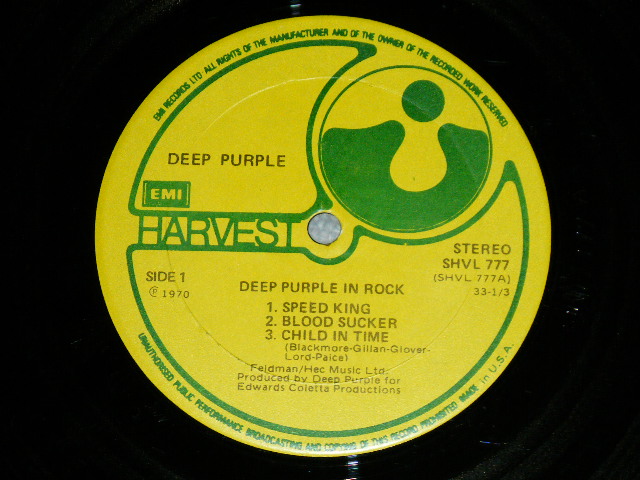 EMI RECORDS LTD ALL RIGHTS OF THE MANUFACTURER AND OF THE OWNER OF THE RECORDED WORK RESERVED
DEEP PURPLE
EMI
HARVEST
STEREO
SHVL 777
(SHVL 777A)
33-1/3
SIDE 1
Ⓟ 1970
DEEP PURPLE IN ROCK
1. SPEED KING
2. BLOOD SUCKER
3. CHILD IN TIME
(Blackmore-Gillan-Glover-
Lord-Paice)
Feldman/Hec Music Ltd.
Produced by Deep Purple for
Edwards Coletta Productions
UNAUTHORISED PUBLIC PERFORMANCE BROADCASTING AND COPYING OF THIS RECORD PROHIBITED MADE in U.S.A.